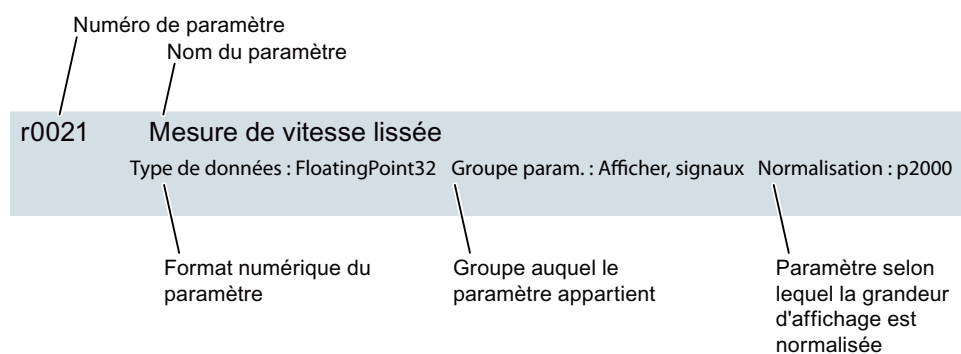 Numéro de paramètre
Nom du paramètre
r0021 Mesure de vitesse lissée
Type de données : FloatingPoint32 Groupe param. : Afficher, signaux Normalisation : p2000
Format numérique du
paramètre
Groupe auquel le
paramètre appartient
Paramètre selon
lequel la grandeur
d'affichage est
normalisée